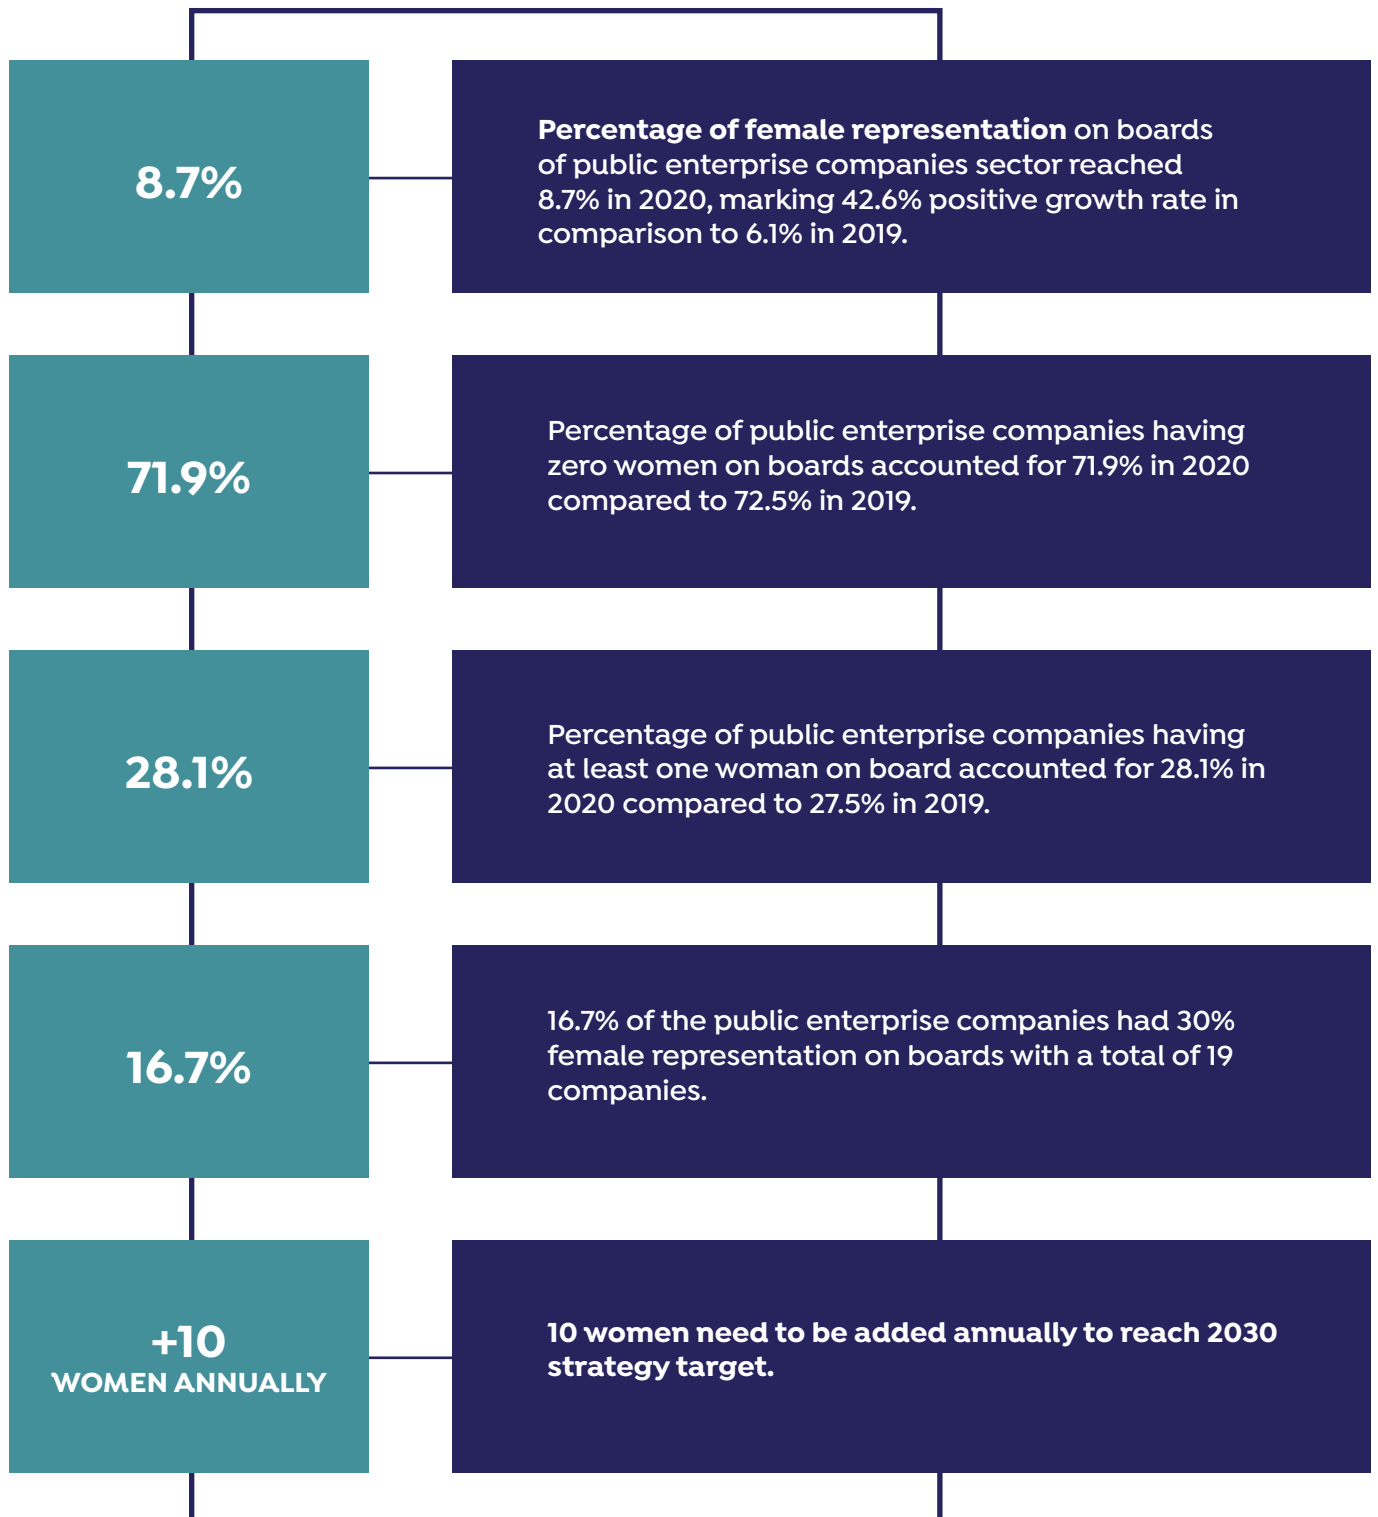 8.7%
Percentage of female representation on boards
of public enterprise companies sector reached
8.7% in 2020, marking 42.6% positive growth rate in
comparison to 6.1% in 2019.
71.9%
Percentage of public enterprise companies having
zero women on boards accounted for 71.9% in 2020
compared to 72.5% in 2019.
28.1%
Percentage of public enterprise companies having
at least one woman on board accounted for 28.1% in
2020 compared to 27.5% in 2019.
16.7%
16.7% of the public enterprise companies had 30%
female representation on boards with a total of 19
companies.
+10
WOMEN ANNUALLY
10 women need to be added annually to reach 2030
strategy target.